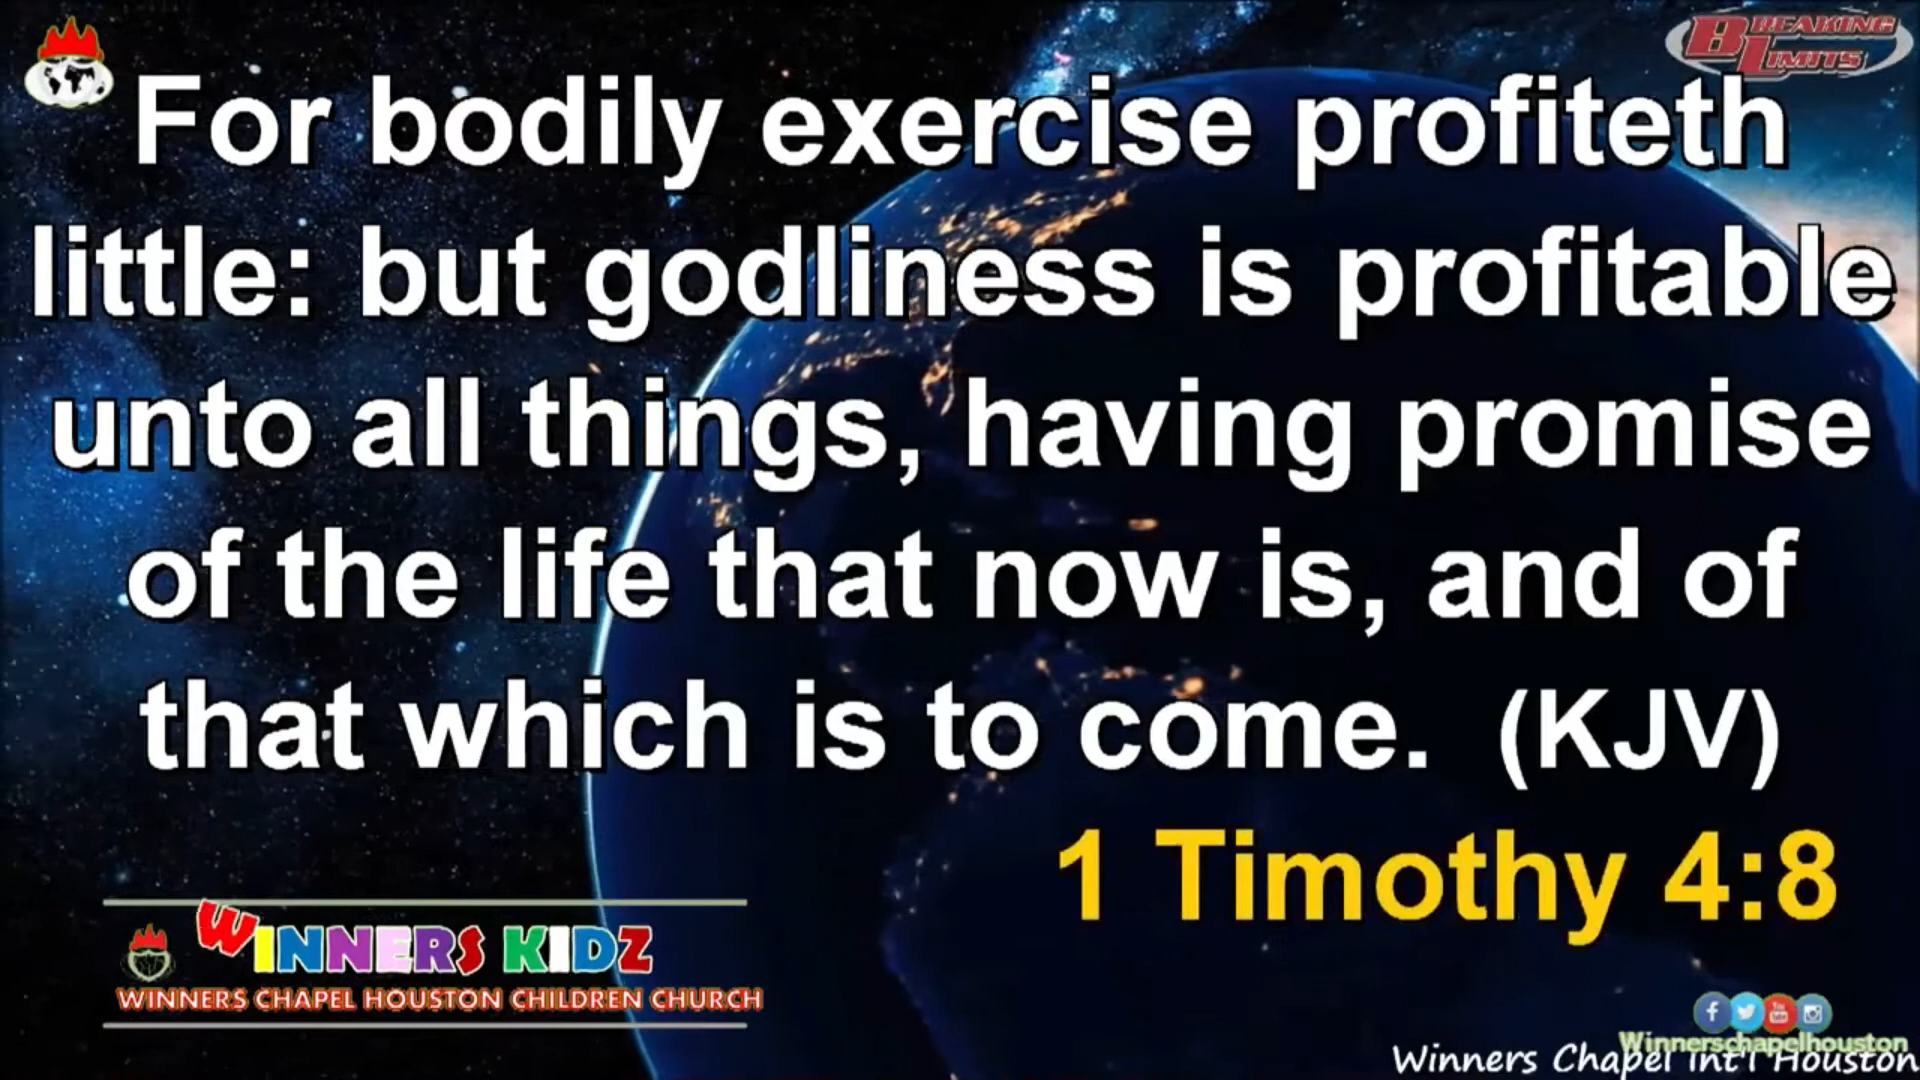 BREAKING
LIMITS
For bodily exercise profiteth
little: but godliness is profitable
unto all things, having promise
of the life that now is, and of
that which is to come. (KJV)
1 Timothy 4:8
WINNERS KIDZ
WINNERS CHAPEL HOUSTON CHILDREN CHURCH
Winnerschapelhouston
Winners Chapel Int'l Houston